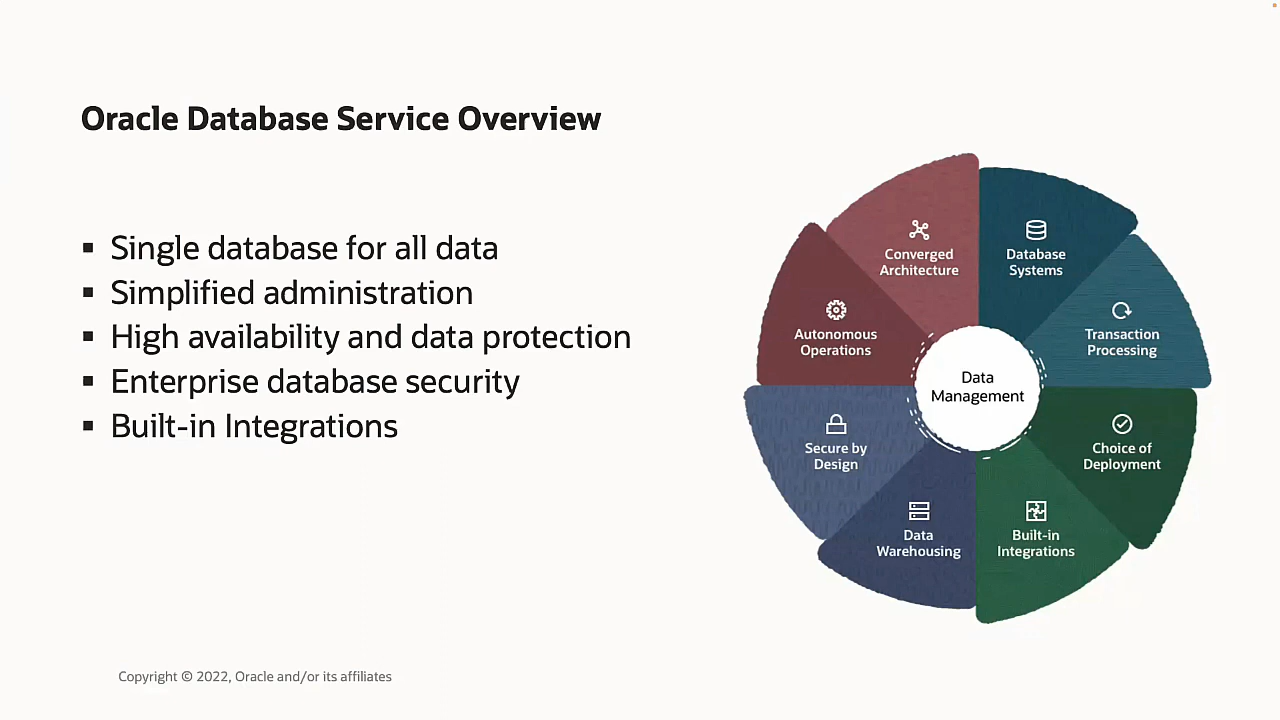 Oracle Database Service Overview
▪ Single database for all data
▪ Simplified administration
▪ High availability and data protection
▪ Enterprise database security
▪ Built-in Integrations
Converged
Architecture
Database
Systems
Autonomous
Operations
Transaction
Processing
Data
Management
Secure by
Design
Choice of
Deployment
Data
Warehousing
Built-in
Integrations
Copyright © 2022, Oracle and/or its affiliates